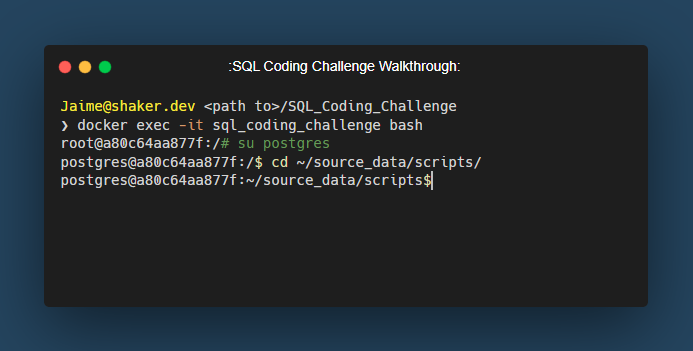 :SQL Coding Challenge Walkthrough:
Jaime@shaker.dev <path to>/SQL_Coding_Challenge
❯ docker exec -it sql_coding_challenge bash
root@a80c64aa877f:/# su postgres
postgres@a80c64aa877f:/$ cd ~/source_data/scripts/
postgres@a80c64aa877f:~/source_data/scripts$